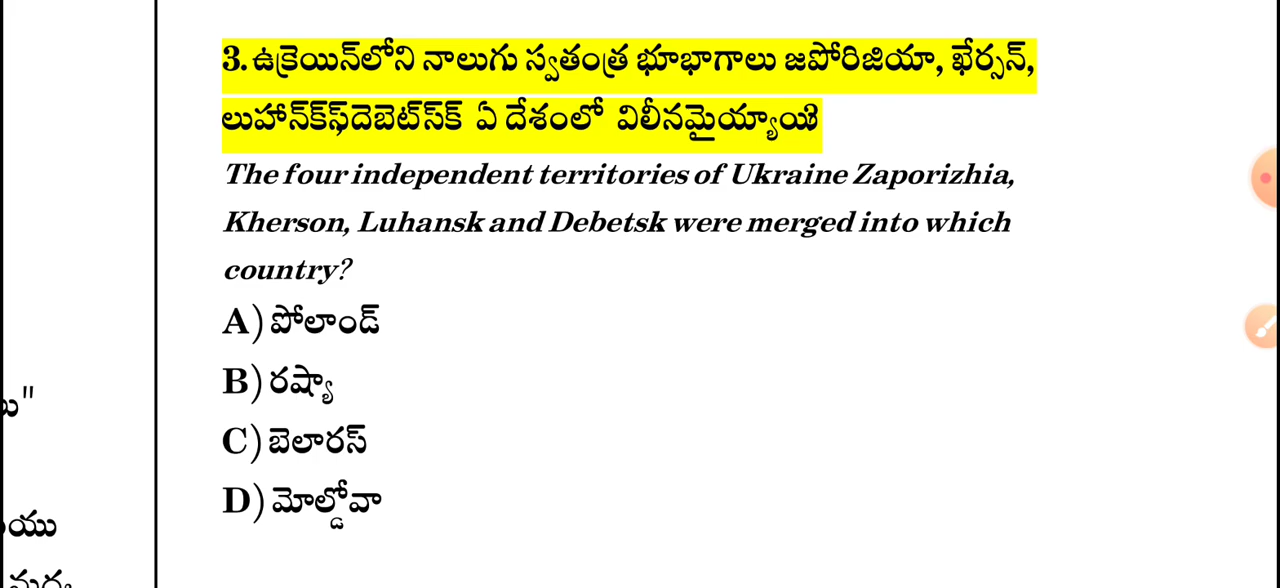 3. ఉక్రెయిన్‌లోని నాలుగు స్వతంత్ర భూభాగాలు జపోరిజియా, ఖేర్సన్,
లుహాన్‌క్స్‌ఫ్‌దెబెట్‌స్‌క్ ఏ దేశంలో విలీనమైయ్యాయి?
The four independent territories of Ukraine Zaporizhia,
Kherson, Luhansk and Debetsk were merged into which
country?
A) పోలాండ్
B) రష్యా
C) బెలారస్
D) మోల్డోవా